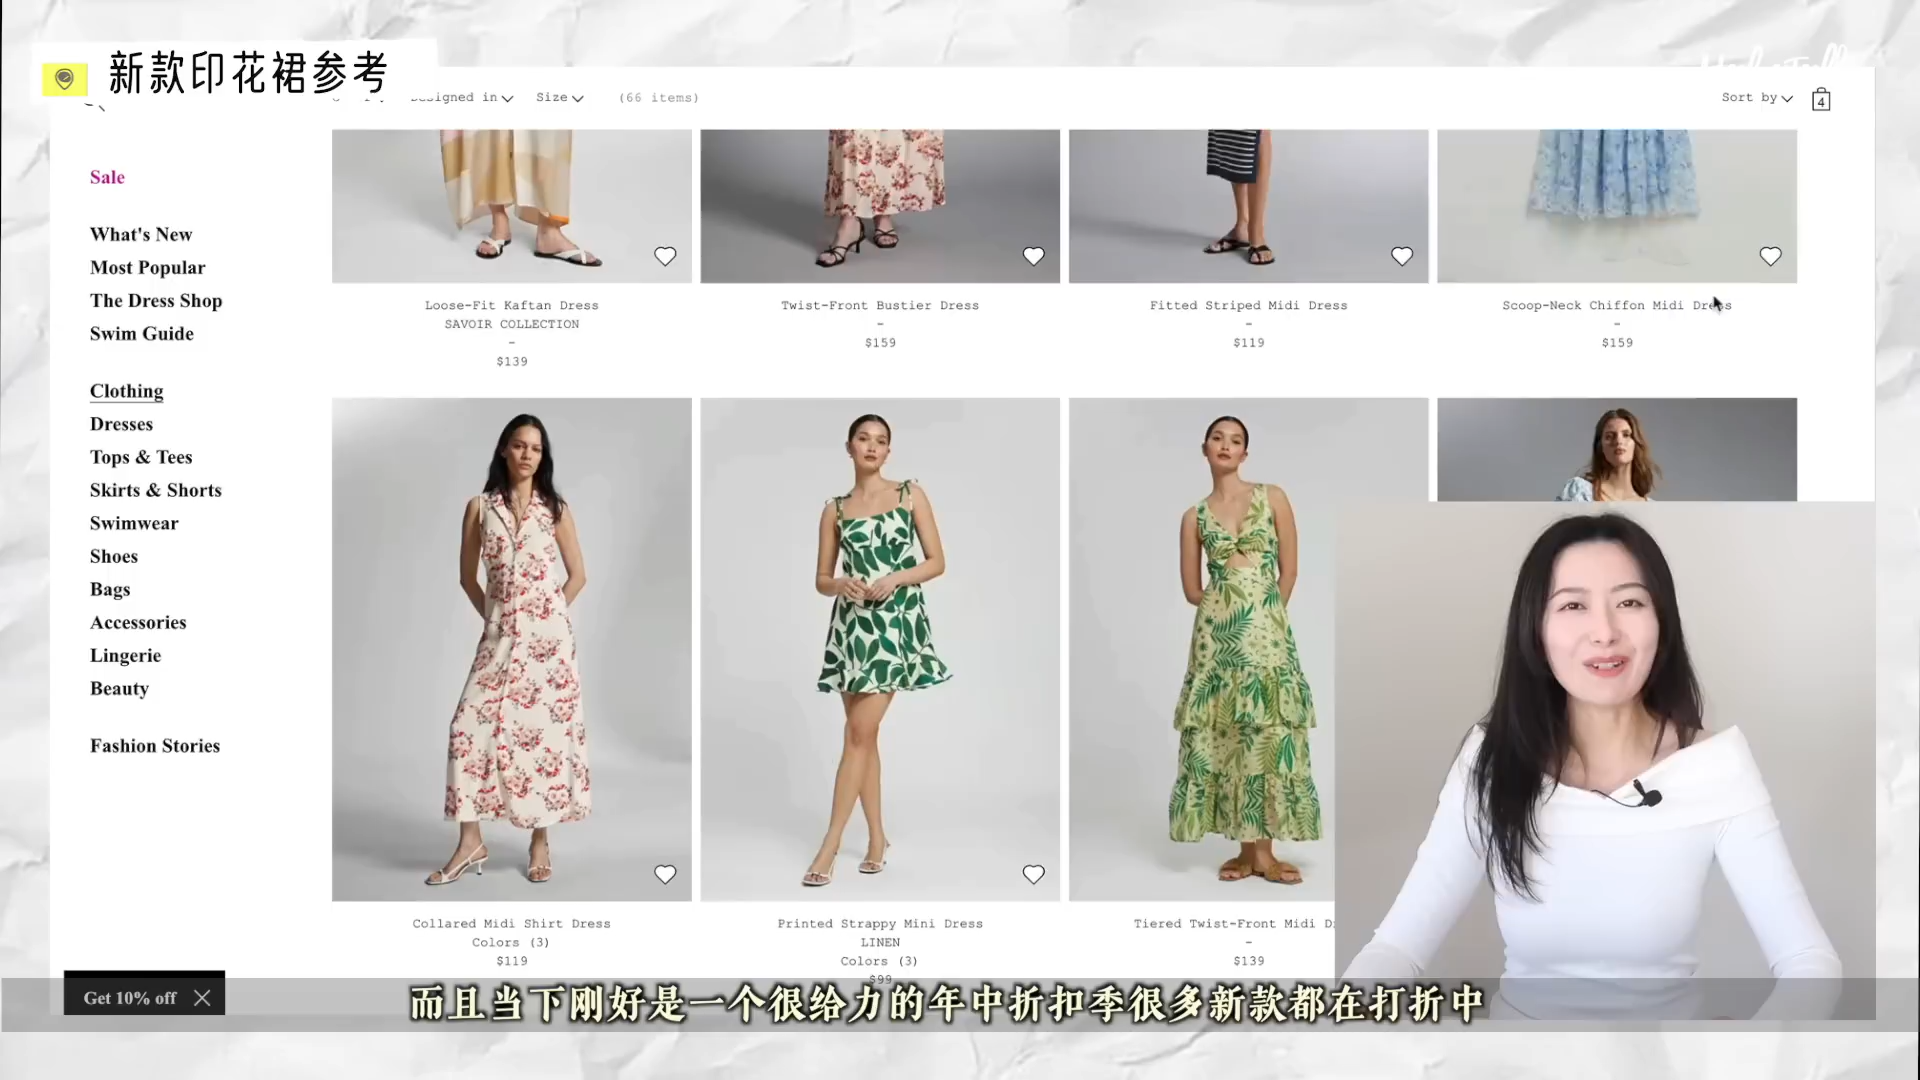 新款印花裙参考
Designed in
Size
(66 items)
Sort by
4
Sale
What's New
Most Popular
The Dress Shop
Swim Guide
Clothing
Dresses
Tops & Tees
Skirts & Shorts
Swimwear
Shoes
Bags
Accessories
Lingerie
Beauty
Fashion Stories
Loose-Fit Kaftan Dress
SAVOIR COLLECTION
-
$139
Twist-Front Bustier Dress
-
$159
Fitted Striped Midi Dress
-
$119
Scoop-Neck Chiffon Midi Dress
-
$159
Collared Midi Shirt Dress
Colors (3)
$119
Printed Strappy Mini Dress
LINEN
Colors (3)
$99
Tiered Twist-Front Midi
-
$139
Get 10% off
而且当下刚好是一个很给力的年中折扣季很多新款都在打折中